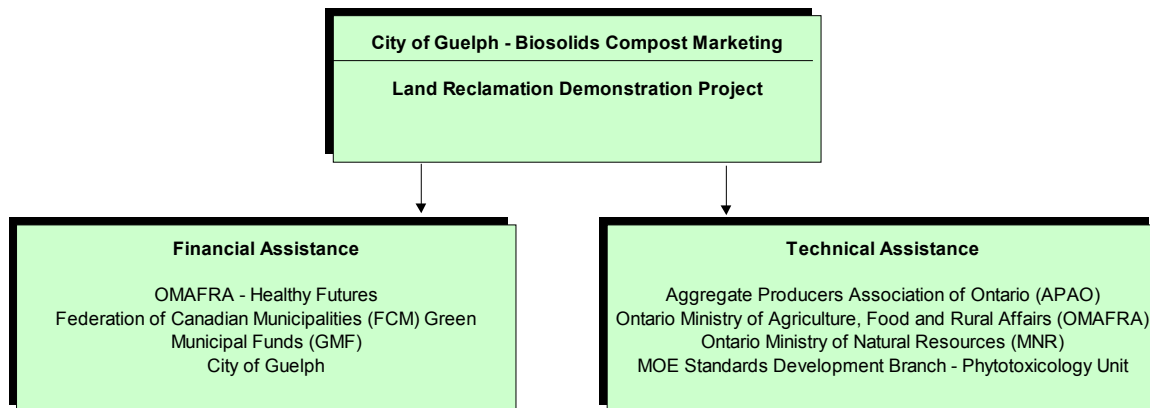 City of Guelph - Biosolids Compost Marketing
Land Reclamation Demonstration Project
Financial Assistance
OMAFRA - Healthy Futures
Federation of Canadian Municipalities (FCM) Green
Municipal Funds (GMF)
City of Guelph
Technical Assistance
Aggregate Producers Association of Ontario (APAO)
Ontario Ministry of Agriculture, Food and Rural Affairs (OMAFRA)
Ontario Ministry of Natural Resources (MNR)
MOE Standards Development Branch - Phytotoxicology Unit